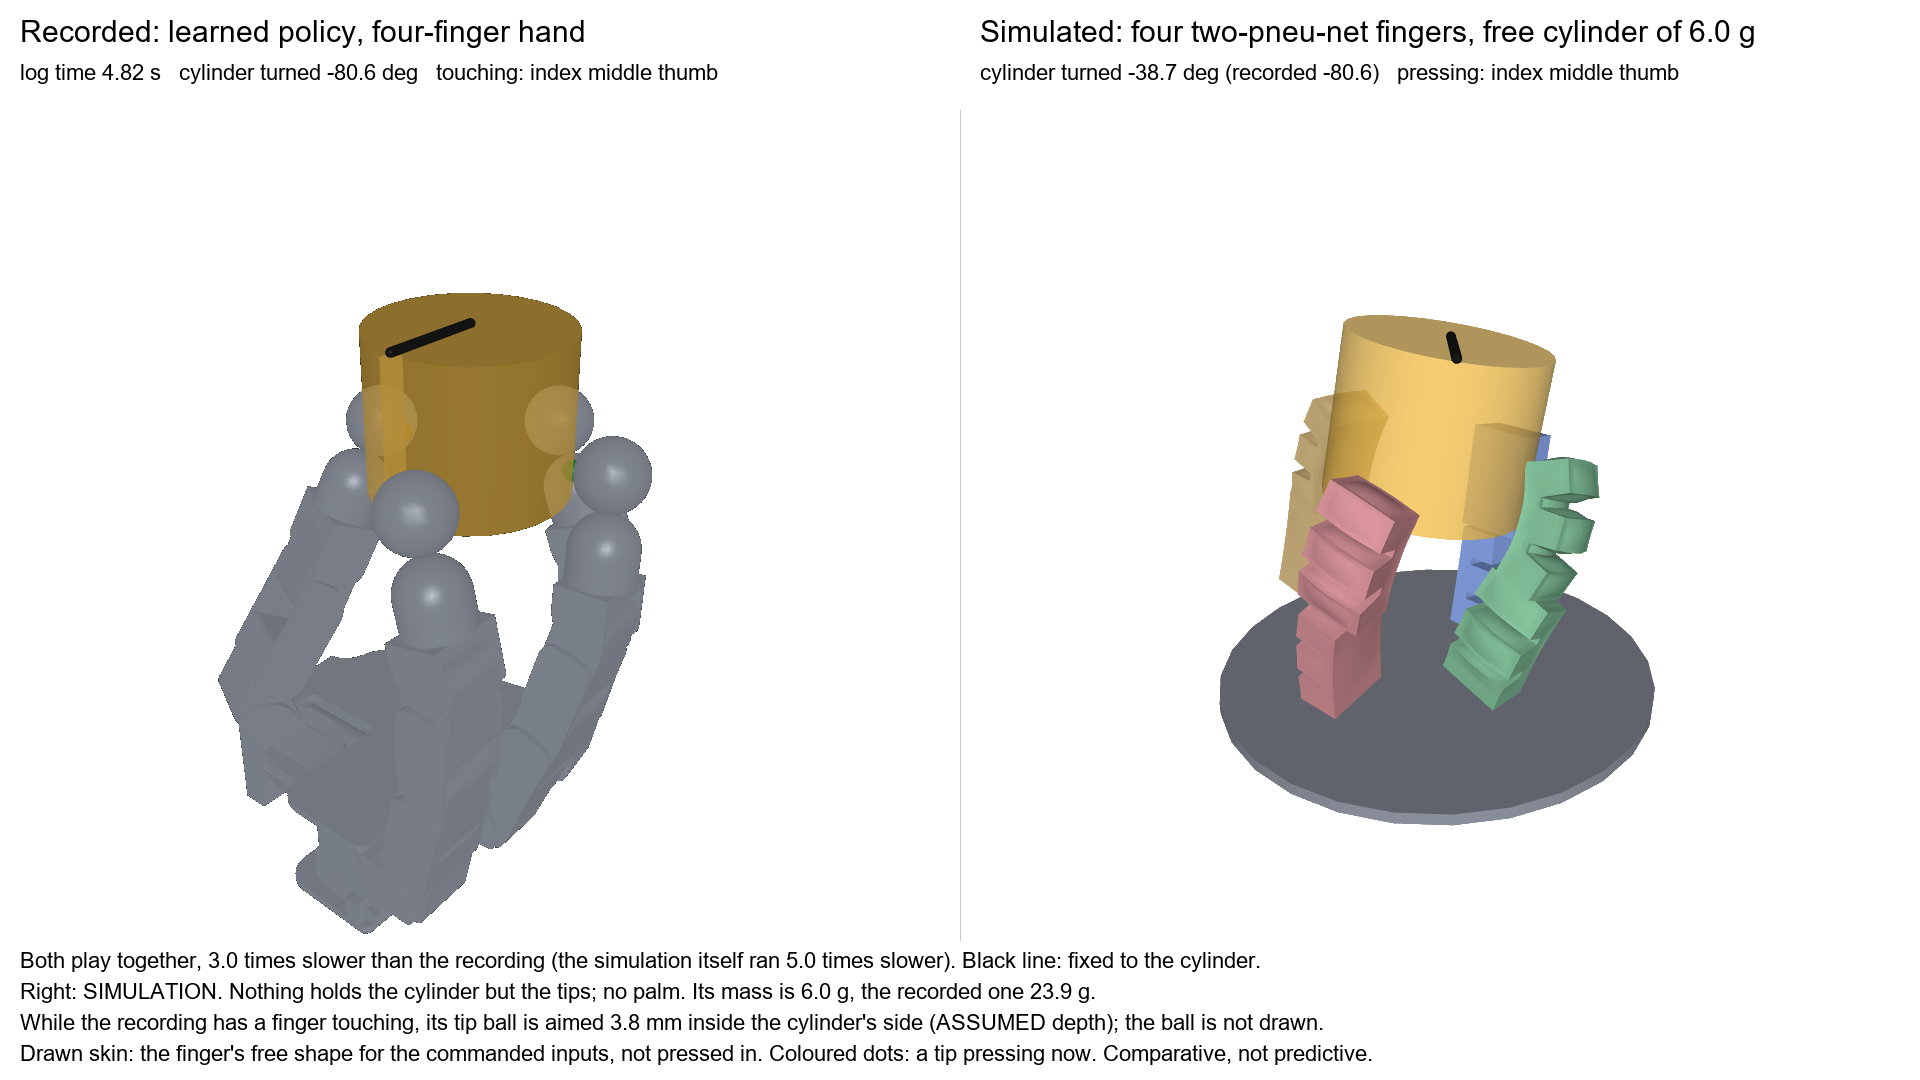 Recorded: learned policy, four-finger hand
log time 4.82 s   cylinder turned -80.6 deg   touching: index middle thumb
Simulated: four two-pneu-net fingers, free cylinder of 6.0 g
cylinder turned -38.7 deg (recorded -80.6)   pressing: index middle thumb
Both play together, 3.0 times slower than the recording (the simulation itself ran 5.0 times slower). Black line: fixed to the cylinder.
Right: SIMULATION. Nothing holds the cylinder but the tips; no palm. Its mass is 6.0 g, the recorded one 23.9 g.
While the recording has a finger touching, its tip ball is aimed 3.8 mm inside the cylinder's side (ASSUMED depth); the ball is not drawn.
Drawn skin: the finger's free shape for the commanded inputs, not pressed in. Coloured dots: a tip pressing now. Comparative, not predictive.